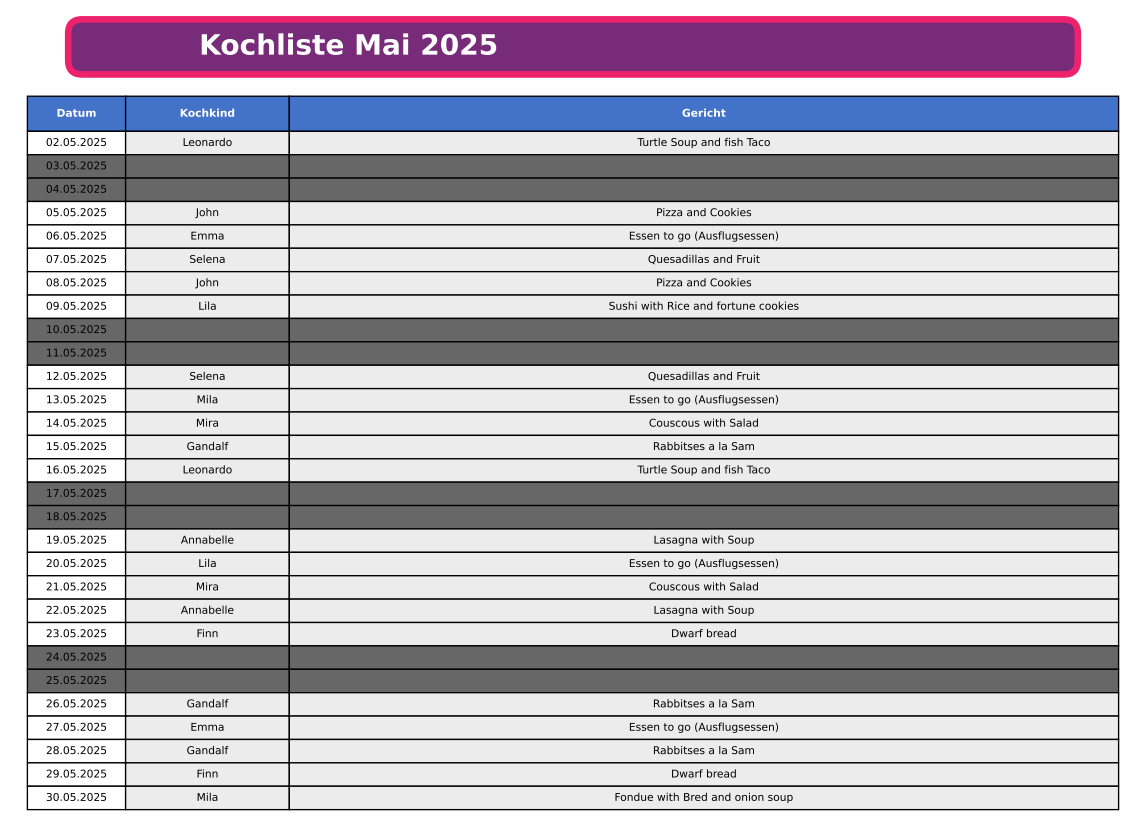 Kochliste Mai 2025
Datum Kochkind Gericht
02.05.2025 Leonardo Turtle Soup and fish Taco
03.05.2025
04.05.2025
05.05.2025 John Pizza and Cookies
06.05.2025 Emma Essen to go (Ausflugsessen)
07.05.2025 Selena Quesadillas and Fruit
08.05.2025 John Pizza and Cookies
09.05.2025 Lila Sushi with Rice and fortune cookies
10.05.2025
11.05.2025
12.05.2025 Selena Quesadillas and Fruit
13.05.2025 Mila Essen to go (Ausflugsessen)
14.05.2025 Mira Couscous with Salad
15.05.2025 Gandalf Rabbitses a la Sam
16.05.2025 Leonardo Turtle Soup and fish Taco
17.05.2025
18.05.2025
19.05.2025 Annabelle Lasagna with Soup
20.05.2025 Lila Essen to go (Ausflugsessen)
21.05.2025 Mira Couscous with Salad
22.05.2025 Annabelle Lasagna with Soup
23.05.2025 Finn Dwarf bread
24.05.2025
25.05.2025
26.05.2025 Gandalf Rabbitses a la Sam
27.05.2025 Emma Essen to go (Ausflugsessen)
28.05.2025 Gandalf Rabbitses a la Sam
29.05.2025 Finn Dwarf bread
30.05.2025 Mila Fondue with Bred and onion soup